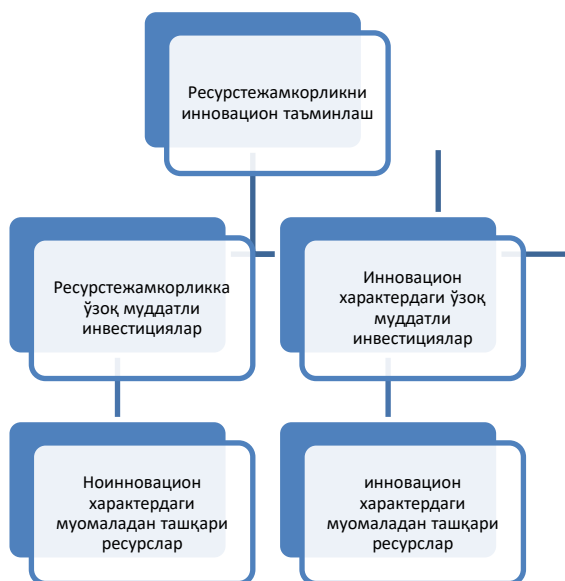 Ресурстежамкорликни
инновацион таъминлаш
Ресурстежамкорликка
ўзоқ муддатли
инвестициялар
Инновацион
характердаги ўзоқ
муддатли
инвестициялар
Ноинновацион
характердаги
муомаладан ташқари
ресурслар
инновацион
характердаги
муомаладан ташқари
ресурслар